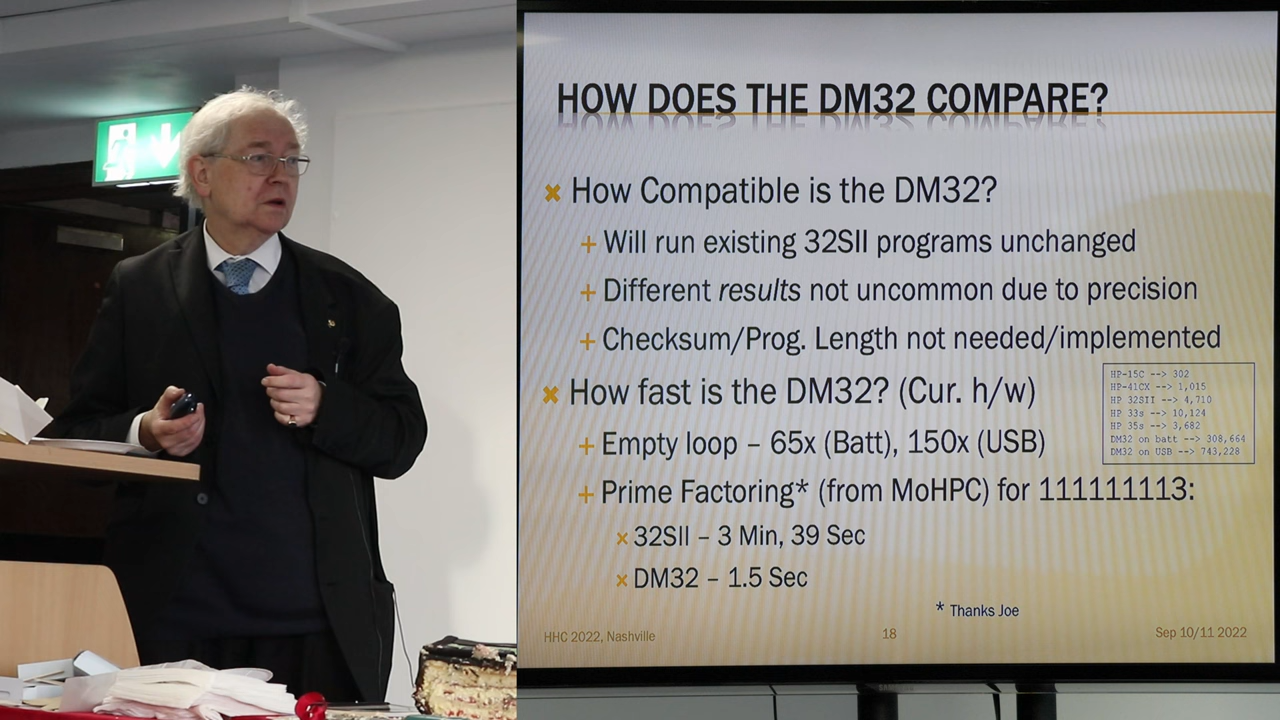 HOW DOES THE DM32 COMPARE?
How Compatible is the DM32?
Will run existing 32SII programs unchanged
Different results not uncommon due to precision
Checksum/Prog. Length not needed/implemented
How fast is the DM32? (Cur. h/w)
Empty loop – 65x (Batt), 150x (USB)
HP-15C --> 302
HP-41CX --> 1,015
HP 32SII --> 4,710
HP 33s --> 10,124
HP 35s --> 3,682
DM32 on batt --> 308,664
DM32 on USB --> 743,228
Prime Factoring* (from MoHPC) for 111111113:
32SII – 3 Min, 39 Sec
DM32 – 1.5 Sec
* Thanks Joe
HHC 2022, Nashville
18
Sep 10/11 2022